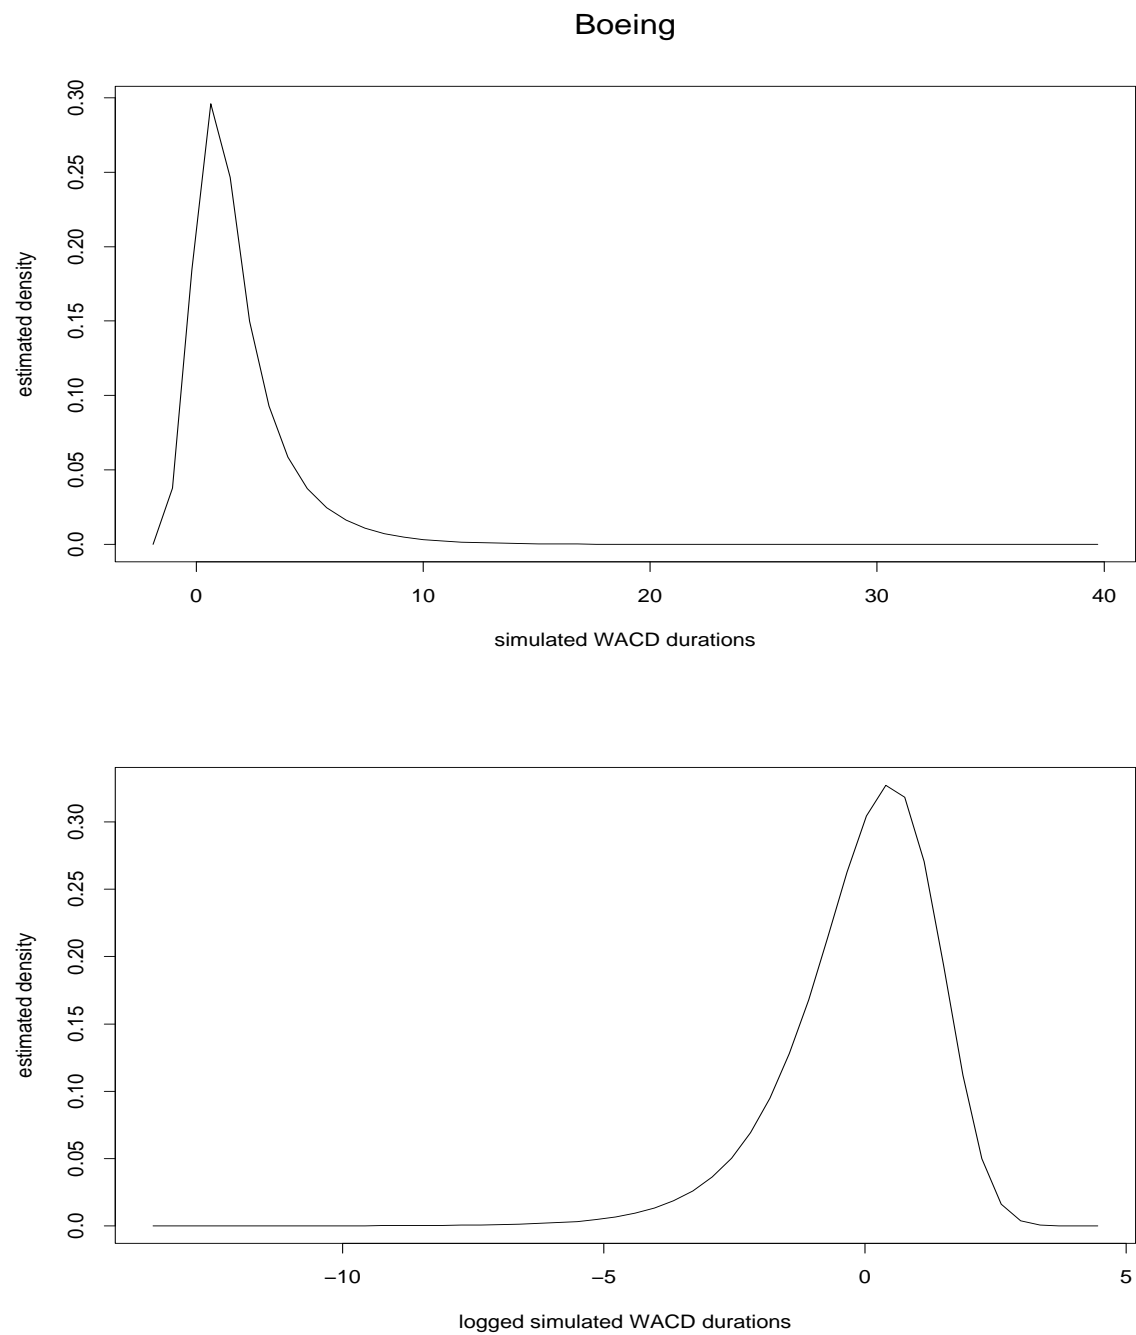 Boeing
0.30
0.25
0.20
0.15
0.10
0.05
0.0
estimated density
0 10 20 30 40
simulated WACD durations
0.30
0.25
0.20
0.15
0.10
0.05
0.0
estimated density
−10 −5 0 5
logged simulated WACD durations